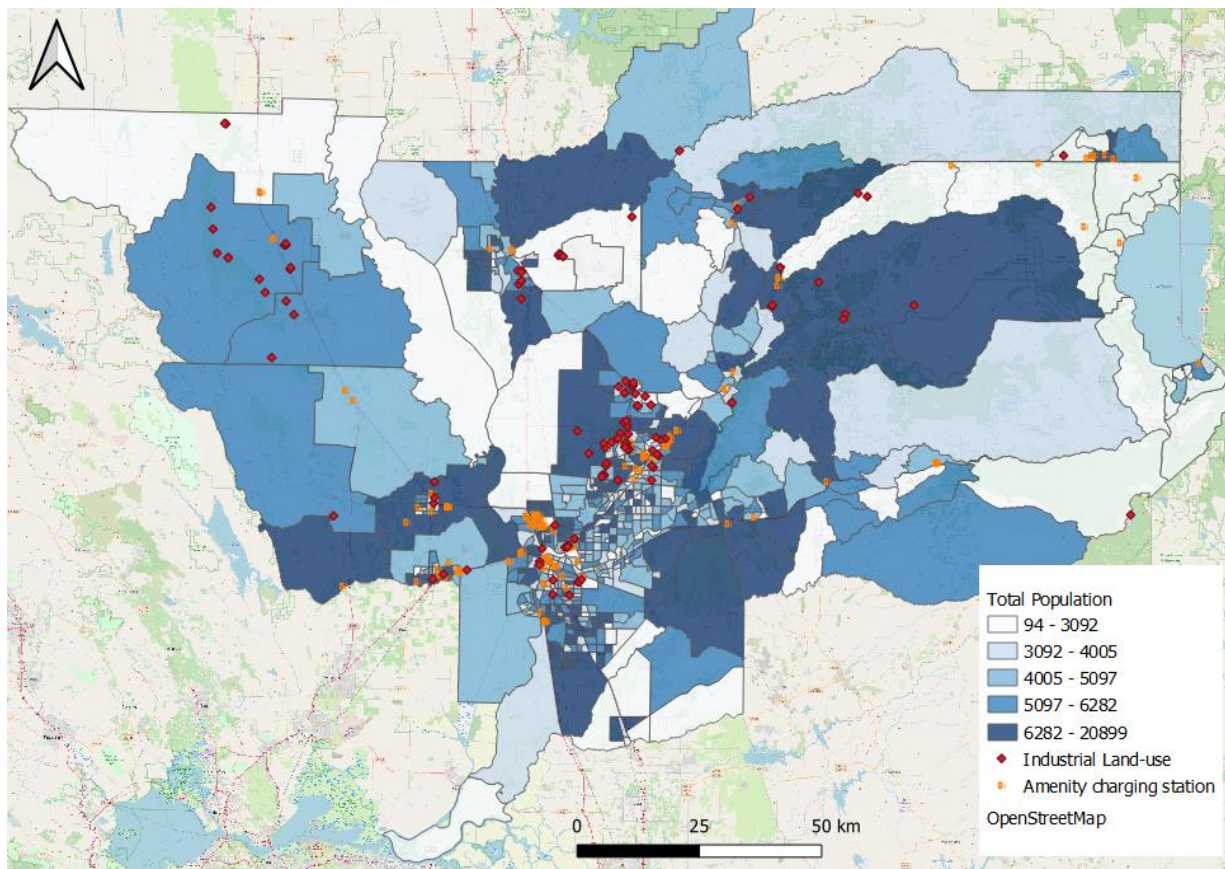 0 25 50 km
Total Population
94 - 3092
3092 - 4005
4005 - 5097
5097 - 6282
6282 - 20899
Industrial Land-use
Amenity charging station
OpenStreetMap